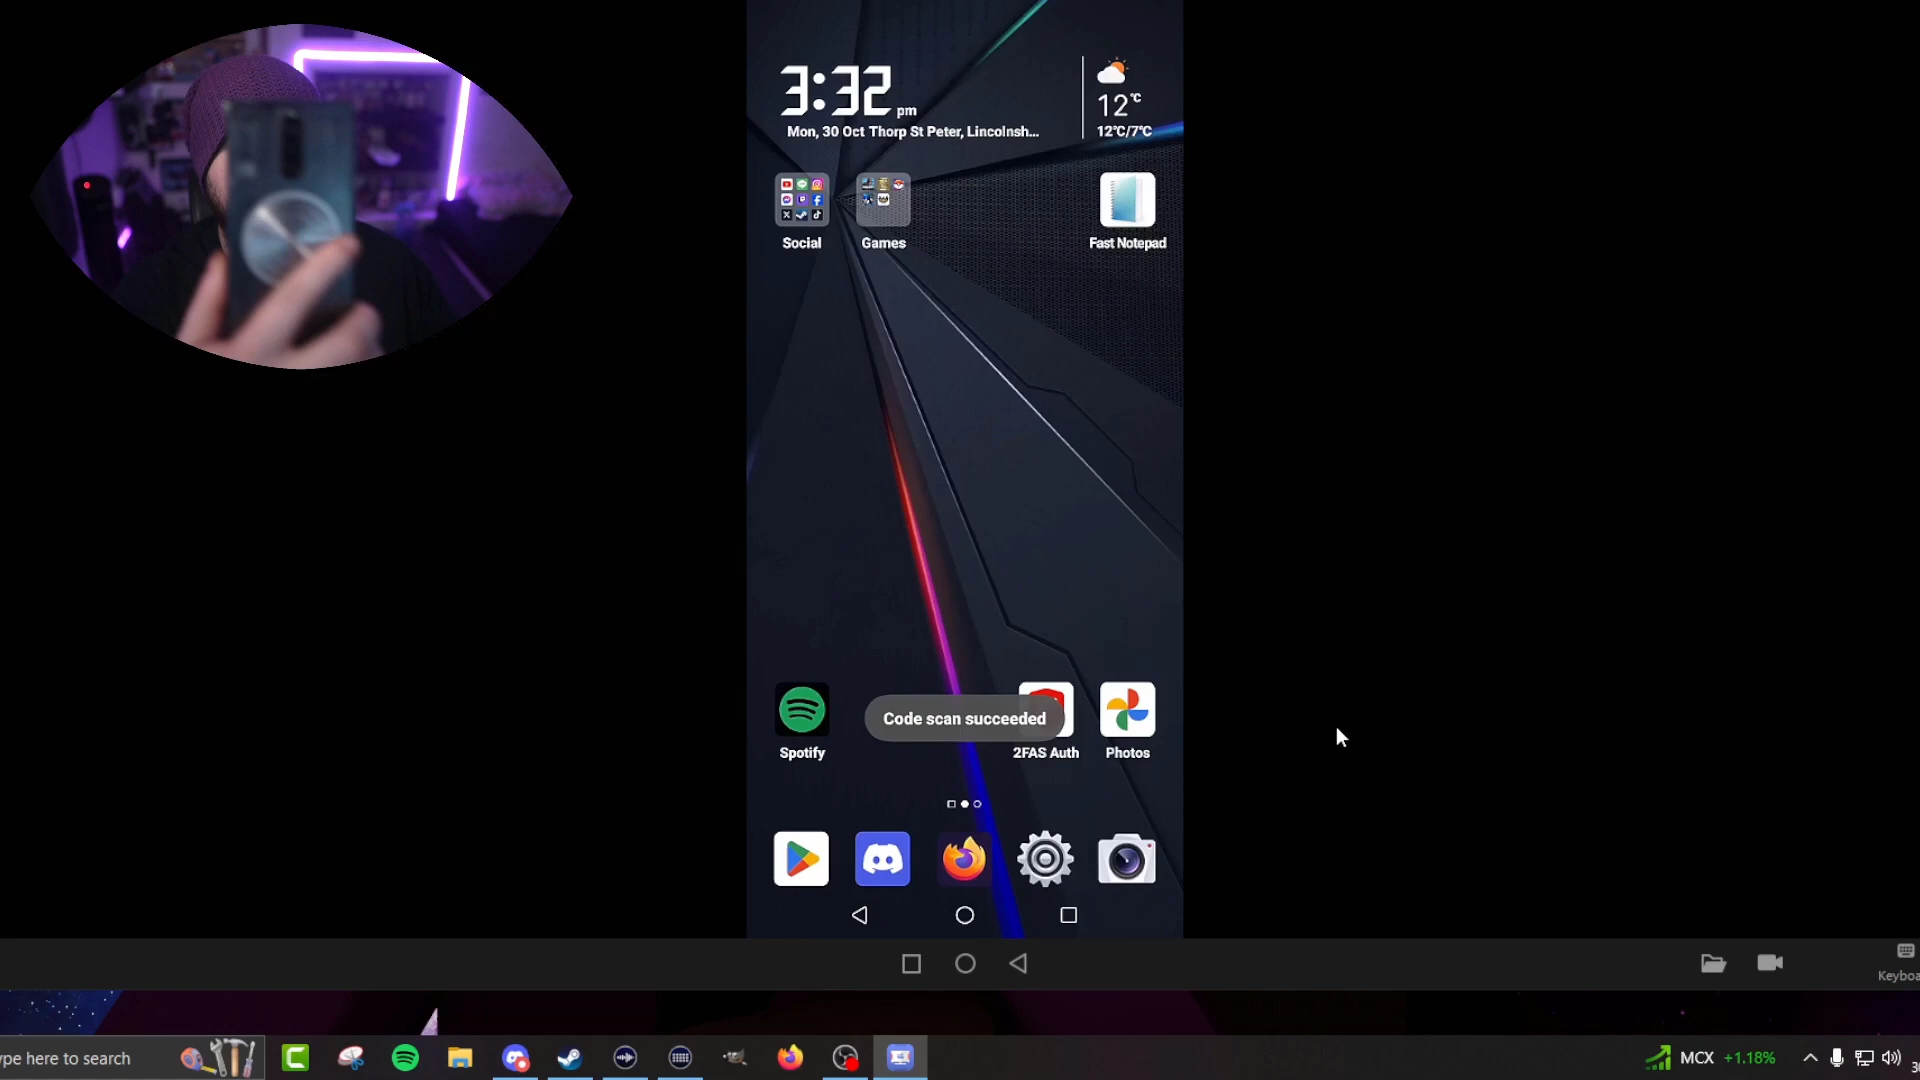 3:32 pm
Mon, 30 Oct Thorp St Peter, Lincolnsh...
12°C
12°C/7°C
Social
Games
Fast Notepad
Code scan succeeded
Spotify
2FAS Auth
Photos
Keyboa
ype here to search
MCX +1.18%